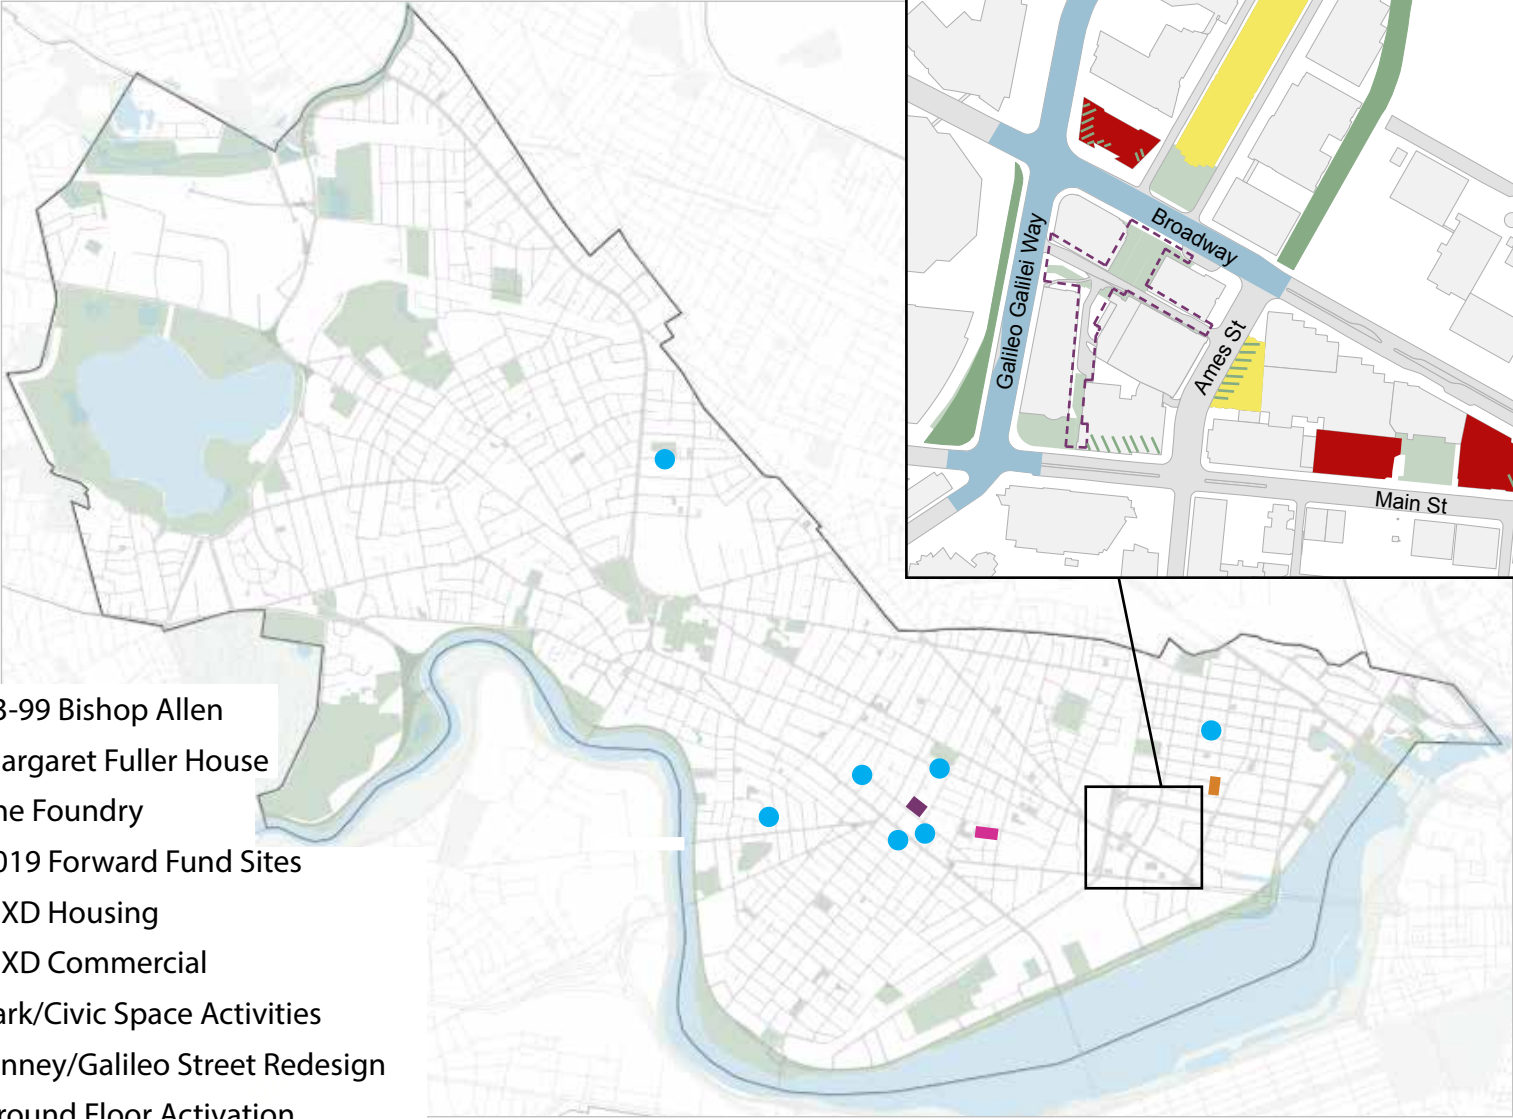 Broadway
Galileo Galilei Way
Ames St
Main St
3-99 Bishop Allen
argaret Fuller House
he Foundry
019 Forward Fund Sites
XD Housing
XD Commercial
ark/Civic Space Activities
nney/Galileo Street Redesign
round Floor Activation